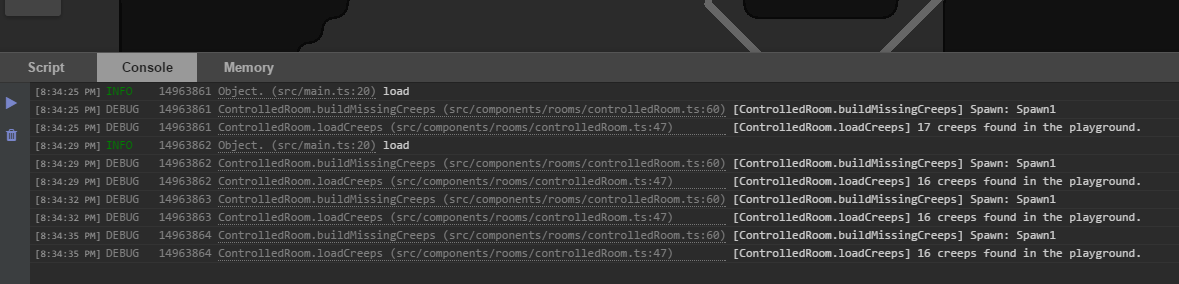 Script Console Memory
[8:34:25 PM] INFO 14963861 Object. (src/main.ts:20) load
[8:34:25 PM] DEBUG 14963861 ControlledRoom.buildMissingCreeps (src/components/rooms/controlledRoom.ts:60) [ControlledRoom.buildMissingCreeps] Spawn: Spawn1
[8:34:25 PM] DEBUG 14963861 ControlledRoom.loadCreeps (src/components/rooms/controlledRoom.ts:47) [ControlledRoom.loadCreeps] 17 creeps found in the playground.
[8:34:29 PM] INFO 14963862 Object. (src/main.ts:20) load
[8:34:29 PM] DEBUG 14963862 ControlledRoom.buildMissingCreeps (src/components/rooms/controlledRoom.ts:60) [ControlledRoom.buildMissingCreeps] Spawn: Spawn1
[8:34:29 PM] DEBUG 14963862 ControlledRoom.loadCreeps (src/components/rooms/controlledRoom.ts:47) [ControlledRoom.loadCreeps] 16 creeps found in the playground.
[8:34:32 PM] DEBUG 14963863 ControlledRoom.buildMissingCreeps (src/components/rooms/controlledRoom.ts:60) [ControlledRoom.buildMissingCreeps] Spawn: Spawn1
[8:34:32 PM] DEBUG 14963863 ControlledRoom.loadCreeps (src/components/rooms/controlledRoom.ts:47) [ControlledRoom.loadCreeps] 16 creeps found in the playground.
[8:34:35 PM] DEBUG 14963864 ControlledRoom.buildMissingCreeps (src/components/rooms/controlledRoom.ts:60) [ControlledRoom.buildMissingCreeps] Spawn: Spawn1
[8:34:35 PM] DEBUG 14963864 ControlledRoom.loadCreeps (src/components/rooms/controlledRoom.ts:47) [ControlledRoom.loadCreeps] 16 creeps found in the playground.